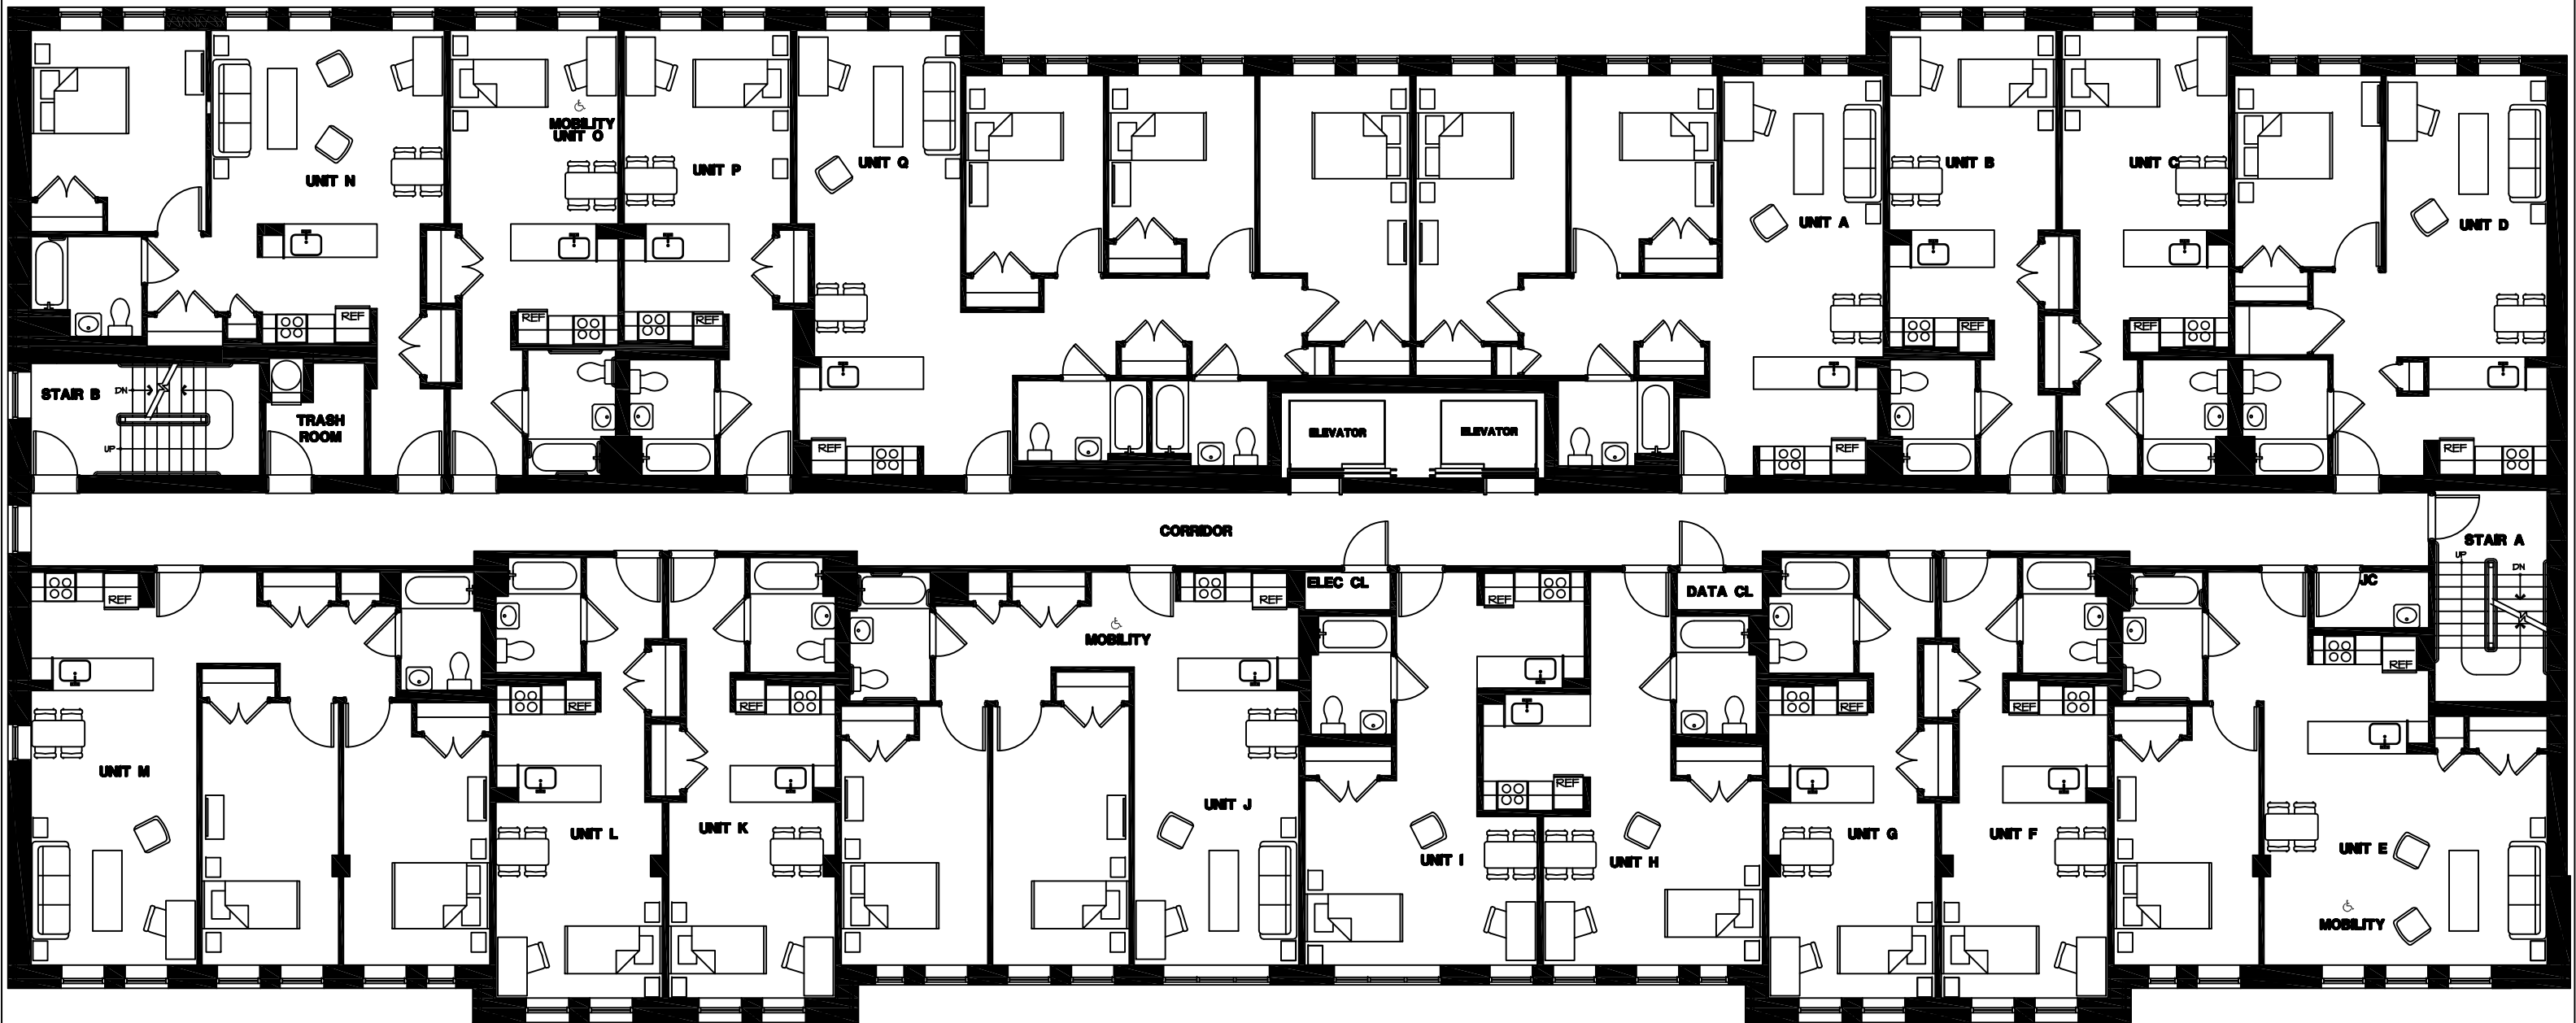 MOBILITY
UNIT O
UNIT N
UNIT P
UNIT Q
UNIT A
UNIT B
UNIT C
UNIT D
REF
REF
REF
REF
REF
REF
REF
REF
REF
STAIR B
DN
UP
TRASH
ROOM
ELEVATOR
ELEVATOR
CORRIDOR
STAIR A
UP
DN
JC
ELEC CL
DATA CL
REF
REF
REF
REF
MOBILITY
REF
REF
REF
REF
REF
REF
UNIT M
UNIT L
UNIT K
UNIT J
UNIT I
UNIT H
UNIT G
UNIT F
UNIT E
MOBILITY